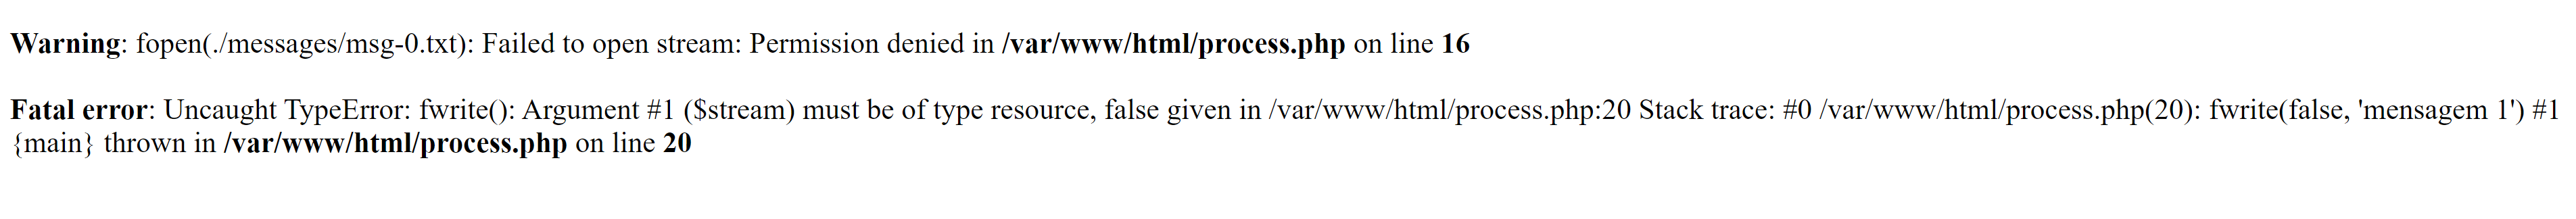 Warning: fopen(./messages/msg-0.txt): Failed to open stream: Permission denied in /var/www/html/process.php on line 16
Fatal error: Uncaught TypeError: fwrite(): Argument #1 ($stream) must be of type resource, false given in /var/www/html/process.php:20 Stack trace: #0 /var/www/html/process.php(20): fwrite(false, 'mensagem 1') #1
{main} thrown in /var/www/html/process.php on line 20